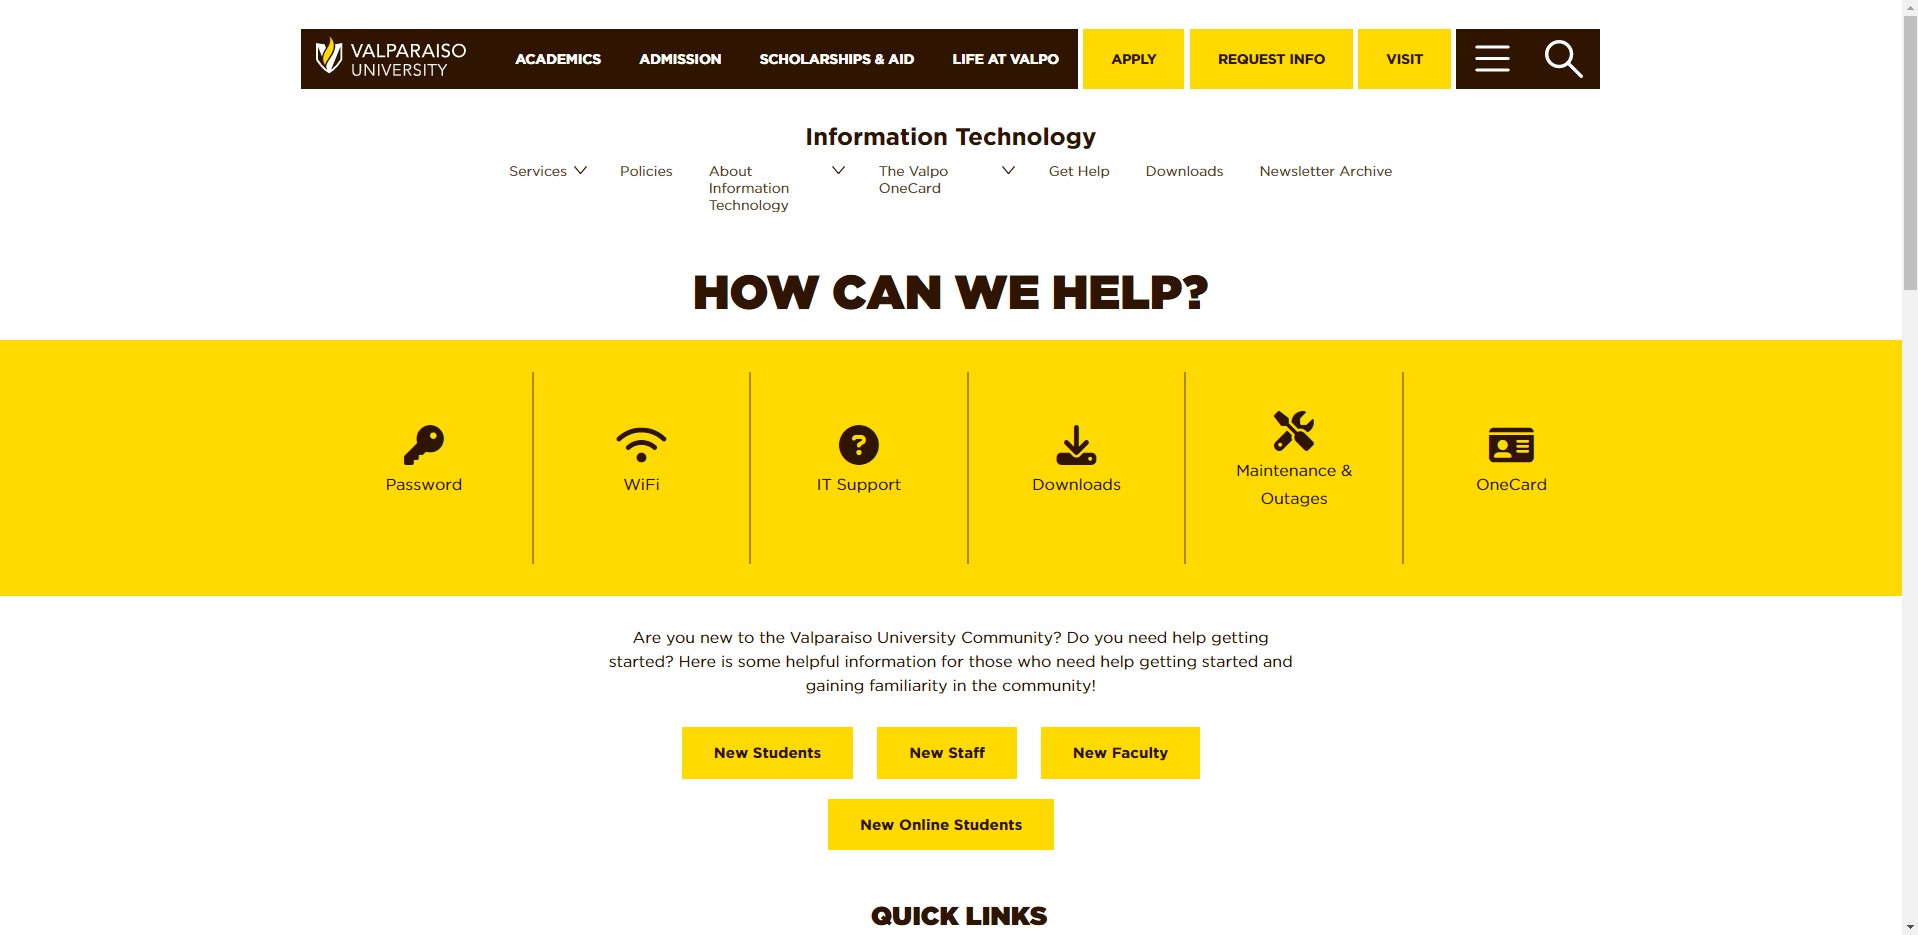 VALPARAISO
UNIVERSITY
ACADEMICS
ADMISSION
SCHOLARSHIPS & AID
LIFE AT VALPO
APPLY
REQUEST INFO
VISIT
Information Technology
Services
Policies
About
Information
Technology
The Valpo
OneCard
Get Help
Downloads
Newsletter Archive
HOW CAN WE HELP?
Password
WiFi
IT Support
Downloads
Maintenance &
Outages
OneCard
Are you new to the Valparaiso University Community? Do you need help getting
started? Here is some helpful information for those who need help getting started and
gaining familiarity in the community!
New Students
New Staff
New Faculty
New Online Students
QUICK LINKS